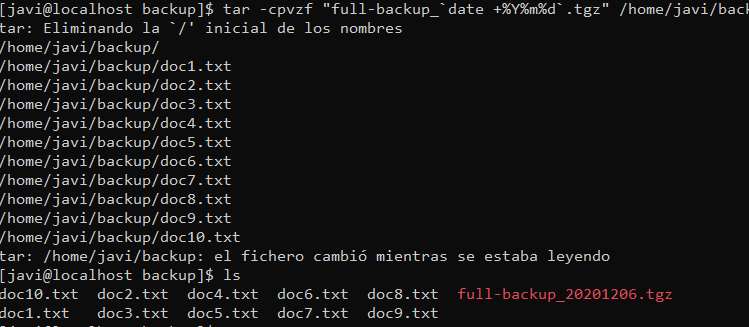 [javi@localhost backup]$ tar -cpvzf "full-backup_`date +%Y%m%d`.tgz" /home/javi/back
tar: Eliminando la `/' inicial de los nombres
/home/javi/backup/
/home/javi/backup/doc1.txt
/home/javi/backup/doc2.txt
/home/javi/backup/doc3.txt
/home/javi/backup/doc4.txt
/home/javi/backup/doc5.txt
/home/javi/backup/doc6.txt
/home/javi/backup/doc7.txt
/home/javi/backup/doc8.txt
/home/javi/backup/doc9.txt
/home/javi/backup/doc10.txt
tar: /home/javi/backup: el fichero cambió mientras se estaba leyendo
[javi@localhost backup]$ ls
doc10.txt doc2.txt doc4.txt doc6.txt doc8.txt full-backup_20201206.tgz
doc1.txt doc3.txt doc5.txt doc7.txt doc9.txt